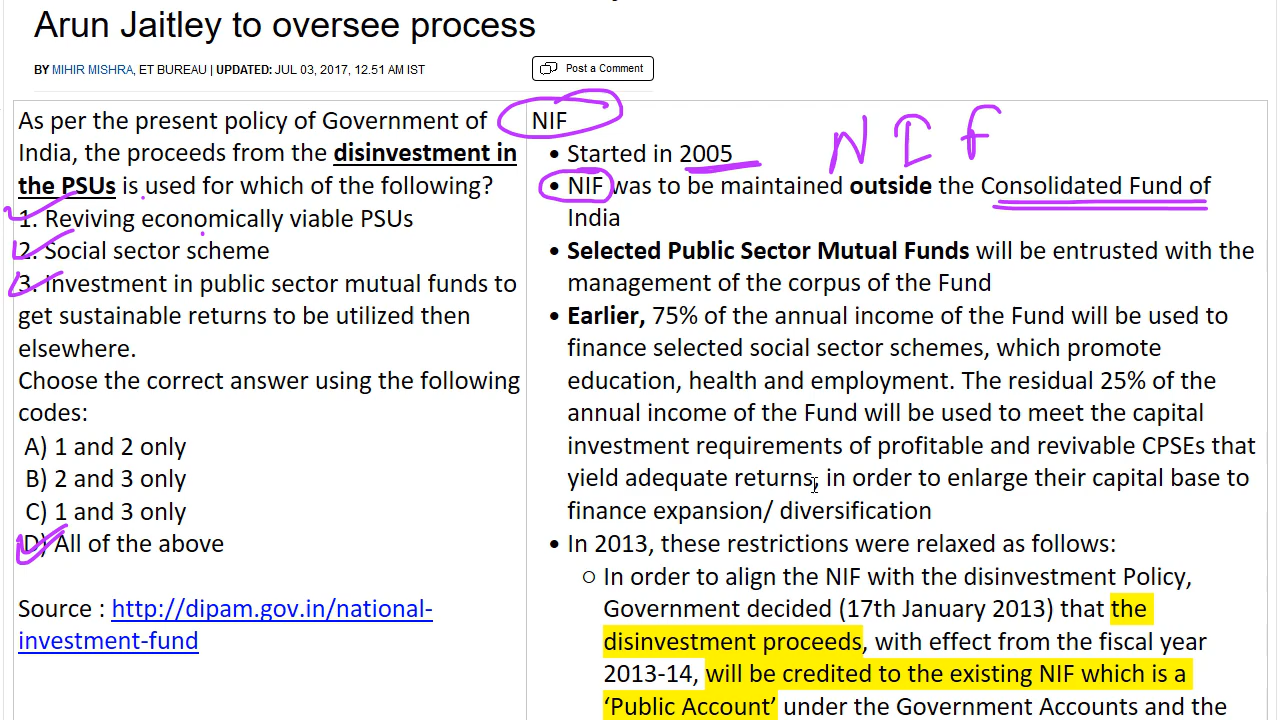 Arun Jaitley to oversee process
BY MIHIR MISHRA, ET BUREAU | UPDATED: JUL 03, 2017, 12.51 AM IST
Post a Comment
As per the present policy of Government of
India, the proceeds from the disinvestment in
the PSUs is used for which of the following?
1. Reviving economically viable PSUs
2. Social sector scheme
3. Investment in public sector mutual funds to
get sustainable returns to be utilized then
elsewhere.
Choose the correct answer using the following
codes:
A) 1 and 2 only
B) 2 and 3 only
C) 1 and 3 only
D) All of the above
Source : http://dipam.gov.in/national-
investment-fund
NIF
NIF
• Started in 2005
• NIF was to be maintained outside the Consolidated Fund of
India
• Selected Public Sector Mutual Funds will be entrusted with the
management of the corpus of the Fund
• Earlier, 75% of the annual income of the Fund will be used to
finance selected social sector schemes, which promote
education, health and employment. The residual 25% of the
annual income of the Fund will be used to meet the capital
investment requirements of profitable and revivable CPSEs that
yield adequate returns, in order to enlarge their capital base to
finance expansion/ diversification
• In 2013, these restrictions were relaxed as follows:
○ In order to align the NIF with the disinvestment Policy,
Government decided (17th January 2013) that the
disinvestment proceeds, with effect from the fiscal year
2013-14, will be credited to the existing NIF which is a
‘Public Account’ under the Government Accounts and the